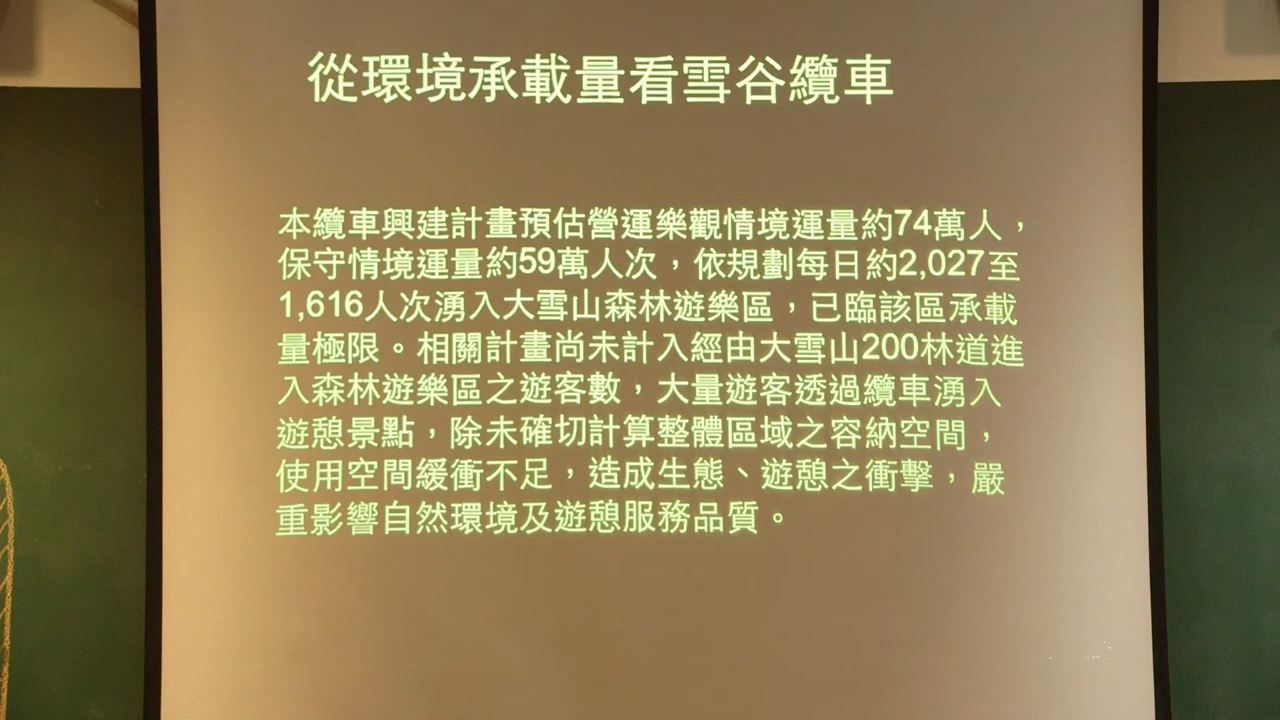 從環境承載量看雪谷纜車
本纜車興建計畫預估營運樂觀情境運量約74萬人，
保守情境運量約59萬人次，依規劃每日約2,027至
1,616人次湧入大雪山森林遊樂區，已臨該區承載
量極限。相關計畫尚未計入經由大雪山200林道進
入森林遊樂區之遊客數，大量遊客透過纜車湧入
遊憩景點，除未確切計算整體區域之容納空間，
使用空間緩衝不足，造成生態、遊憩之衝擊，嚴
重影響自然環境及遊憩服務品質。